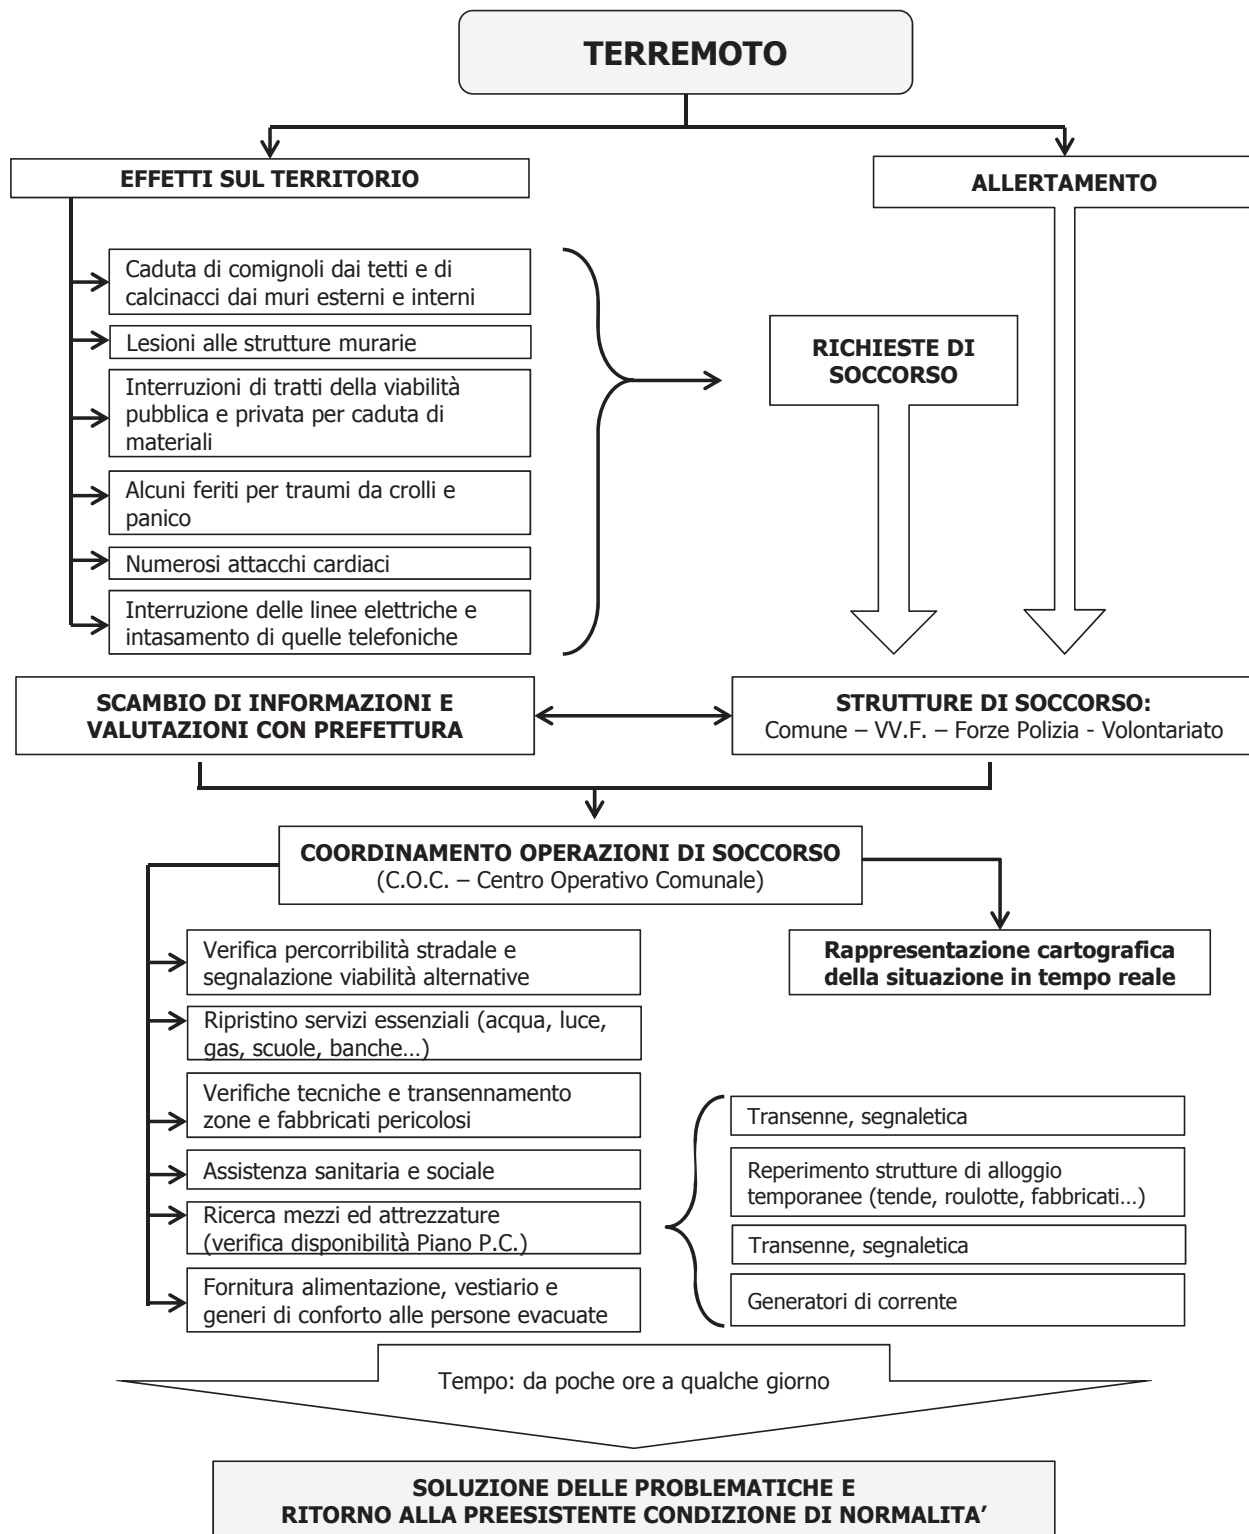 TERREMOTO
EFFETTI SUL TERRITORIO
ALLERTAMENTO
Caduta di comignoli dai tetti e di
calcinacci dai muri esterni e interni
Lesioni alle strutture murarie
Interruzioni di tratti della viabilità
pubblica e privata per caduta di
materiali
Alcuni feriti per traumi da crolli e
panico
Numerosi attacchi cardiaci
Interruzione delle linee elettriche e
intasamento di quelle telefoniche
RICHIESTE DI
SOCCORSO
SCAMBIO DI INFORMAZIONI E
VALUTAZIONI CON PREFETTURA
STRUTTURE DI SOCCORSO:
Comune – VV.F. – Forze Polizia - Volontariato
COORDINAMENTO OPERAZIONI DI SOCCORSO
(C.O.C. – Centro Operativo Comunale)
Verifica percorribilità stradale e
segnalazione viabilità alternative
Rappresentazione cartografica
della situazione in tempo reale
Ripristino servizi essenziali (acqua, luce,
gas, scuole, banche…)
Verifiche tecniche e transennamento
zone e fabbricati pericolosi
Assistenza sanitaria e sociale
Ricerca mezzi ed attrezzature
(verifica disponibilità Piano P.C.)
Fornitura alimentazione, vestiario e
generi di conforto alle persone evacuate
Transenne, segnaletica
Reperimento strutture di alloggio
temporanee (tende, roulotte, fabbricati…)
Transenne, segnaletica
Generatori di corrente
Tempo: da poche ore a qualche giorno
SOLUZIONE DELLE PROBLEMATICHE E
RITORNO ALLA PREESISTENTE CONDIZIONE DI NORMALITA’